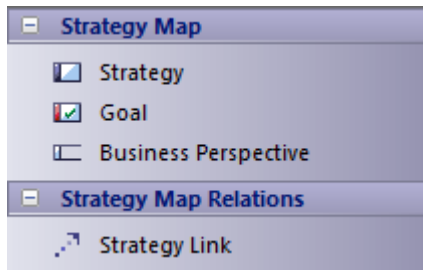 Strategy Map
Strategy
Goal
Business Perspective
Strategy Map Relations
Strategy Link